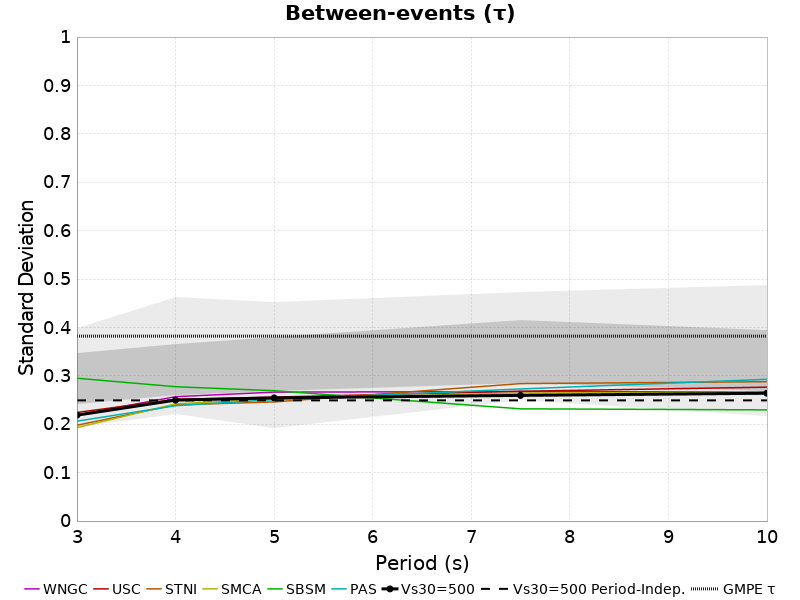 Between-events (τ)
1
0.9
0.8
0.7
0.6
0.5
0.4
0.3
0.2
0.1
0
Standard Deviation
3 4 5 6 7 8 9 10
Period (s)
WNGC USC STNI SMCA SBSM PAS Vs30=500 Vs30=500 Period-Indep. GMPE τ